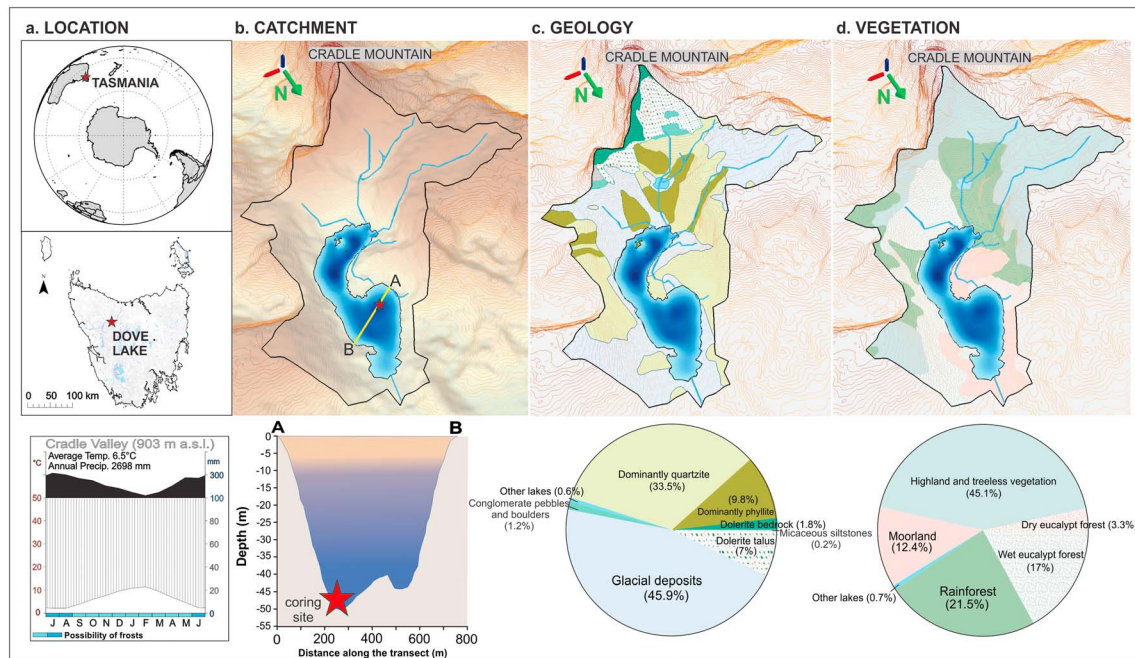 a. LOCATION
TASMANIA
N
DOVE
LAKE
0 50 100 km
b. CATCHMENT
CRADLE MOUNTAIN
N
A
B
c. GEOLOGY
CRADLE MOUNTAIN
N
d. VEGETATION
CRADLE MOUNTAIN
N
Cradle Valley (903 m a.s.l.)
Average Temp. 6.5°C
Annual Precip. 2698 mm
°C
mm
300
50
100
40
80
30
60
20
40
10
20
0
0
J A S O N D J F M A M J
Possibility of frosts
A
B
Depth (m)
0
-5
-10
-15
-20
-25
-30
-35
-40
-45
-50
-55
coring
site
0 200 400 600 800
Distance along the transect (m)
Dominantly quartzite
(33.5%)
Other lakes (0.6%)
Conglomerate pebbles
and boulders
(1.2%)
(9.8%)
Dominantly phyllite
Dolerite bedrock (1.8%)
Micaceous siltstones
(0.2%)
Dolerite talus
(7%)
Glacial deposits
(45.9%)
Highland and treeless vegetation
(45.1%)
Dry eucalypt forest (3.3%)
Moorland
(12.4%)
Wet eucalypt forest
(17%)
Other lakes (0.7%)
Rainforest
(21.5%)